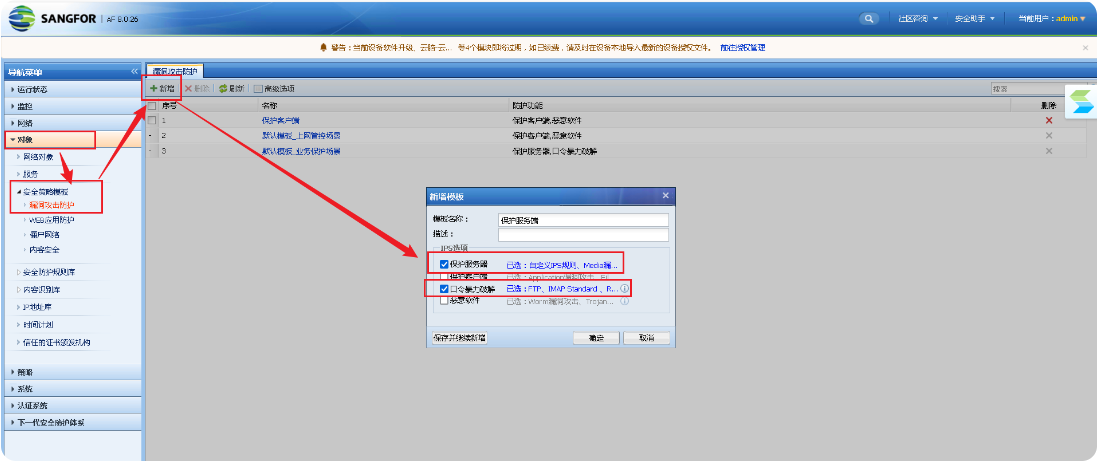 SANGFOR | AF 8.0.26
社区咨询 安全助手 当前用户：admin
警告：当前设备软件升级、云脑-云... 等4个模块即将过期，如已续费，请及时在设备本地导入最新的设备授权文件。 前往授权管理
导航菜单
漏洞攻击防护
运行状态
新增 删除 刷新 高级选项 搜索
监控
序号 名称 防护功能 删除
网络
1 保护客户端 保护客户端,恶意软件
对象
2 默认模板_上网管控场景 保护客户端,恶意软件
网络对象
3 默认模板_业务保护场景 保护服务器,口令暴力破解
服务
安全策略模板
漏洞攻击防护
WEB应用防护
僵尸网络
内容安全
安全防护规则库
内容识别库
IP地址库
时间计划
信任的证书颁发机构
策略
系统
认证系统
下一代安全防护体系
新增模板
模板名称： 保护服务端
描述：
IPS选项
保护服务器 已选：自定义IPS规则、Media漏...
保护客户端 已选：Application漏洞攻击、
口令暴力破解 已选：FTP、IMAP Standard 、R...
恶意软件 已选：Worm漏洞攻击、Trojan...
保存并继续新增 确定 取消